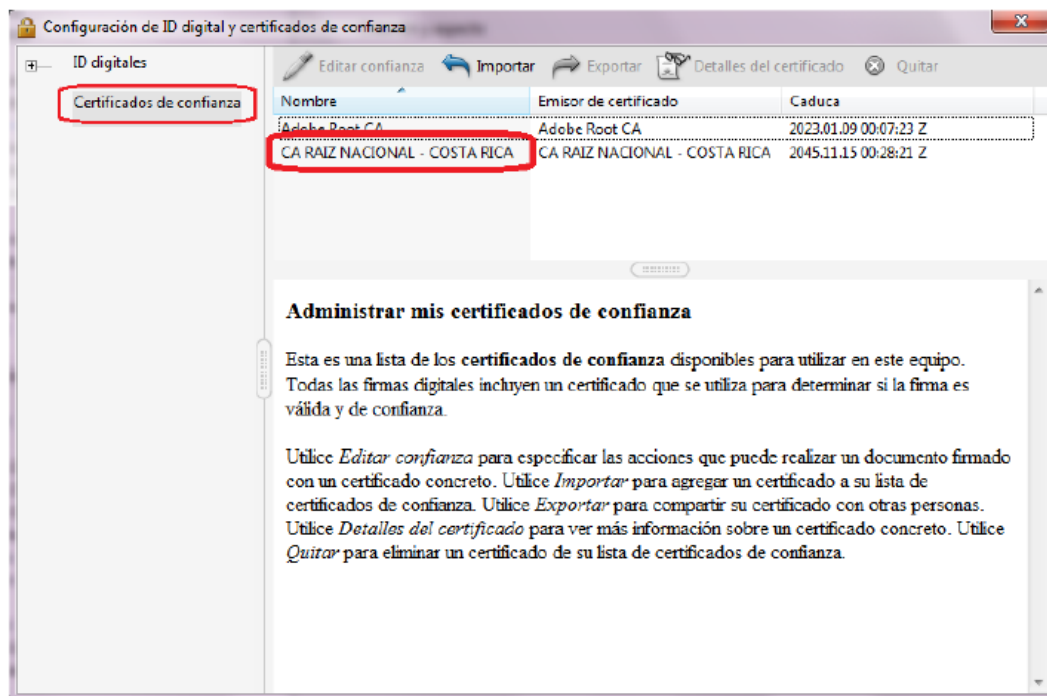 Configuración de ID digital y certificados de confianza
ID digitales
Certificados de confianza
Editar confianza Importar Exportar Detalles del certificado Quitar
Nombre Emisor de certificado Caduca
Adobe Root CA Adobe Root CA 2023.01.09 00:07:23 Z
CA RAIZ NACIONAL - COSTA RICA CA RAIZ NACIONAL - COSTA RICA 2045.11.15 00:28:21 Z
Administrar mis certificados de confianza
Esta es una lista de los certificados de confianza disponibles para utilizar en este equipo.
Todas las firmas digitales incluyen un certificado que se utiliza para determinar si la firma es
válida y de confianza.
Utilice Editar confianza para especificar las acciones que puede realizar un documento firmado
con un certificado concreto. Utilice Importar para agregar un certificado a su lista de
certificados de confianza. Utilice Exportar para compartir su certificado con otras personas.
Utilice Detalles del certificado para ver más información sobre un certificado concreto. Utilice
Quitar para eliminar un certificado de su lista de certificados de confianza.